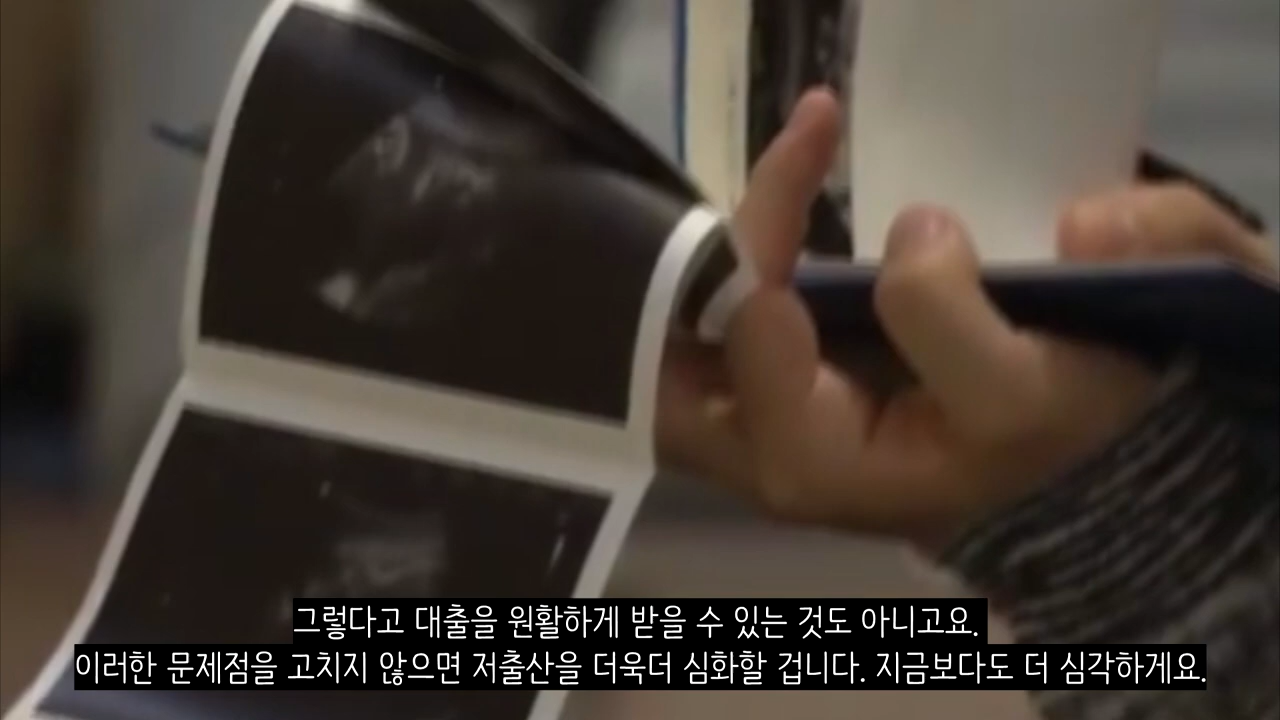 그렇다고 대출을 원활하게 받을 수 있는 것도 아니고요.
이러한 문제점을 고치지 않으면 저출산을 더욱더 심화할 겁니다. 지금보다도 더 심각하게요.